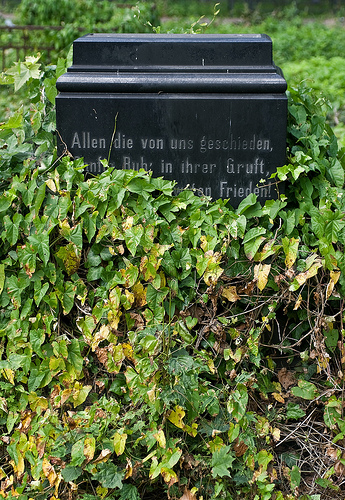 Allen die von uns geschieden,
Ruh' in ihrer Gruft,
Frieden